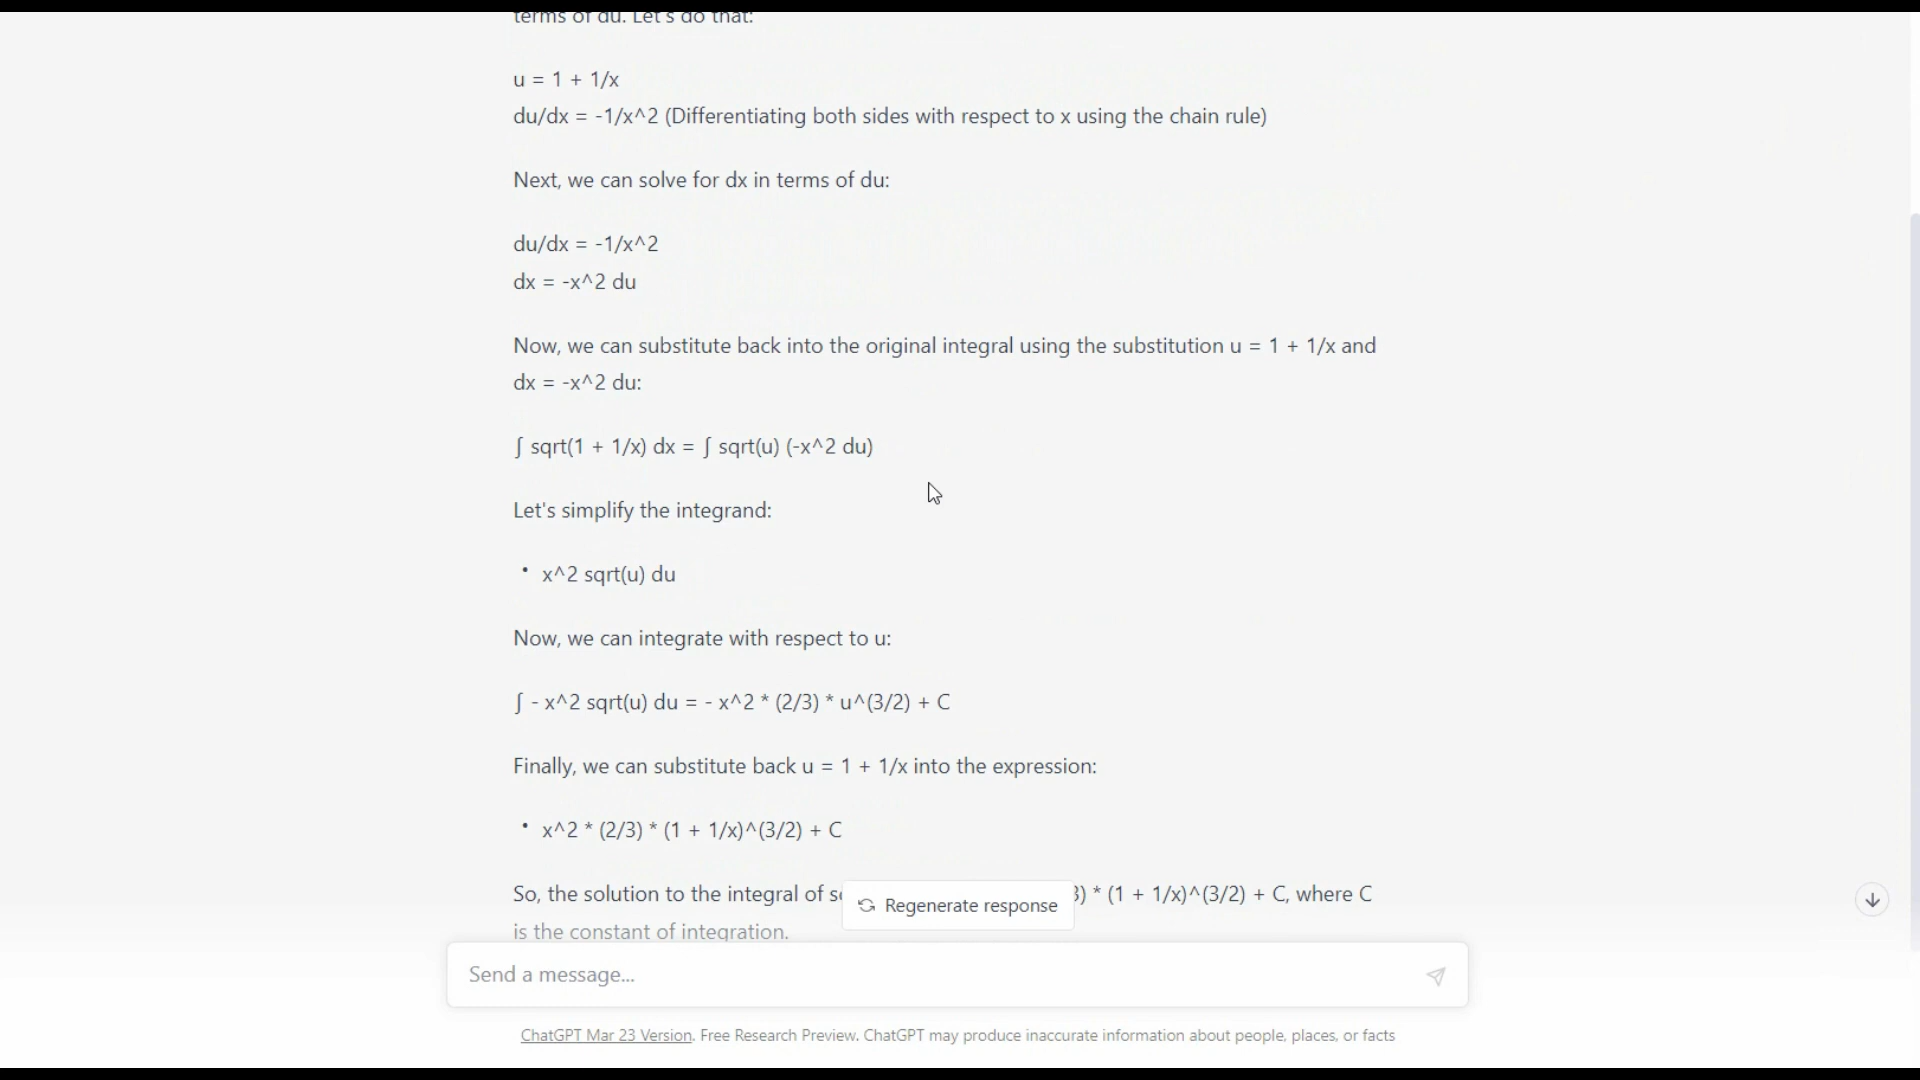 terms of du. Let's do that:
u = 1 + 1/x
du/dx = -1/x^2 (Differentiating both sides with respect to x using the chain rule)
Next, we can solve for dx in terms of du:
du/dx = -1/x^2
dx = -x^2 du
Now, we can substitute back into the original integral using the substitution u = 1 + 1/x and
dx = -x^2 du:
∫ sqrt(1 + 1/x) dx = ∫ sqrt(u) (-x^2 du)
Let's simplify the integrand:
• x^2 sqrt(u) du
Now, we can integrate with respect to u:
∫ - x^2 sqrt(u) du = - x^2 * (2/3) * u^(3/2) + C
Finally, we can substitute back u = 1 + 1/x into the expression:
• x^2 * (2/3) * (1 + 1/x)^(3/2) + C
So, the solution to the integral of 3) * (1 + 1/x)^(3/2) + C, where C
Regenerate response
is the constant of integration.
Send a message...
ChatGPT Mar 23 Version. Free Research Preview. ChatGPT may produce inaccurate information about people, places, or facts